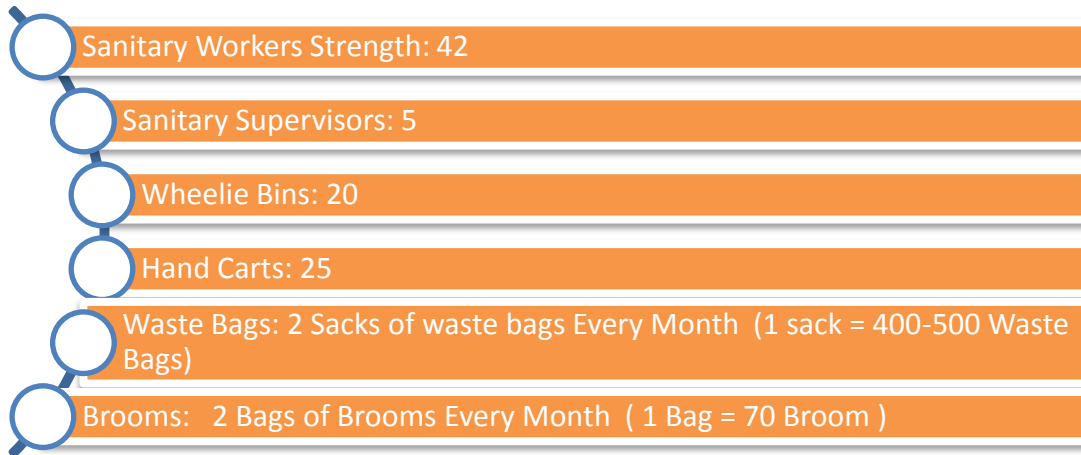 Sanitary Workers Strength: 42
Sanitary Supervisors: 5
Wheelie Bins: 20
Hand Carts: 25
Waste Bags: 2 Sacks of waste bags Every Month  (1 sack = 400-500 Waste
Bags)
Brooms:   2 Bags of Brooms Every Month  ( 1 Bag = 70 Broom )